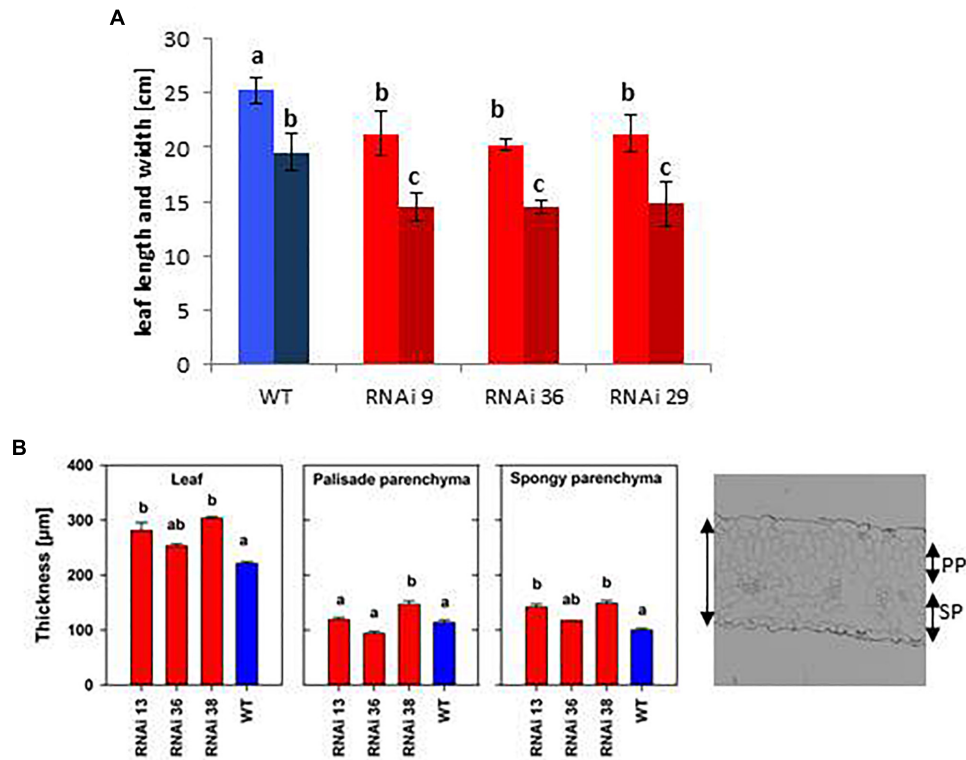 A
leaf length and width [cm]
30
25
20
15
10
5
0
a
b
b
c
b
c
b
c
WT
RNAi 9
RNAi 36
RNAi 29
B
Thickness [µm]
400
300
200
100
0
Leaf
b
ab
b
a
RNAi 13
RNAi 36
RNAi 38
WT
Palisade parenchyma
a
a
b
a
RNAi 13
RNAi 36
RNAi 38
WT
Spongy parenchyma
b
ab
b
a
RNAi 13
RNAi 36
RNAi 38
WT
PP
SP